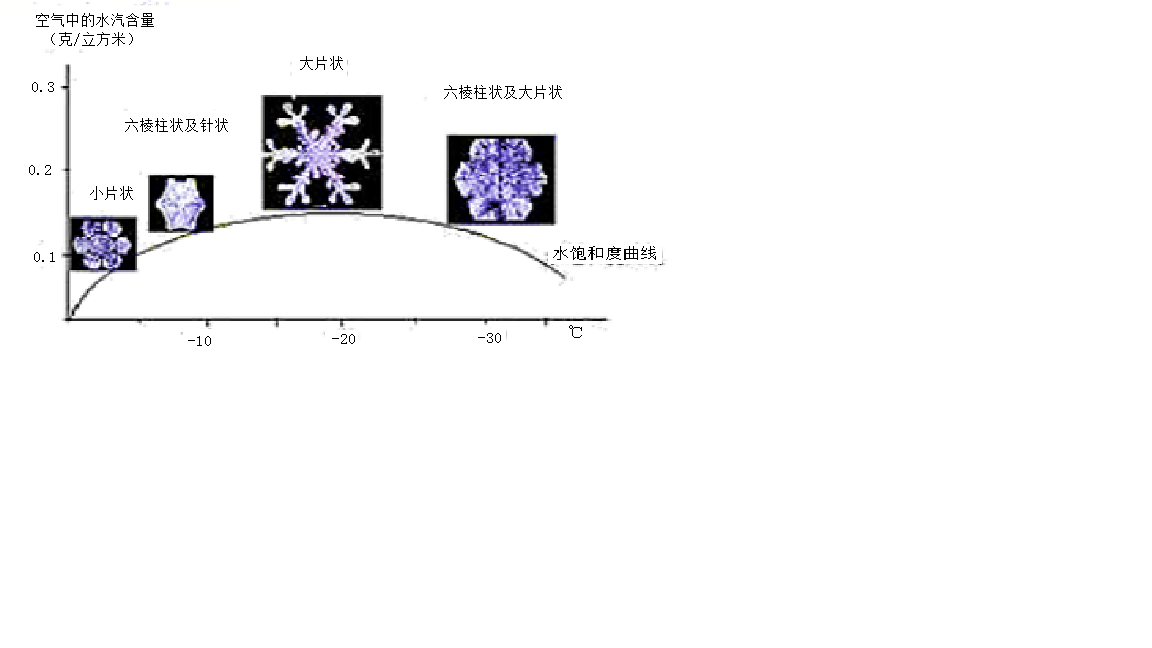 空气中的水汽含量
（克/立方米）
大片状
六棱柱状及大片状
0.3
六棱柱状及针状
0.2
小片状
0.1
水饱和度曲线
-10
-20
-30
℃